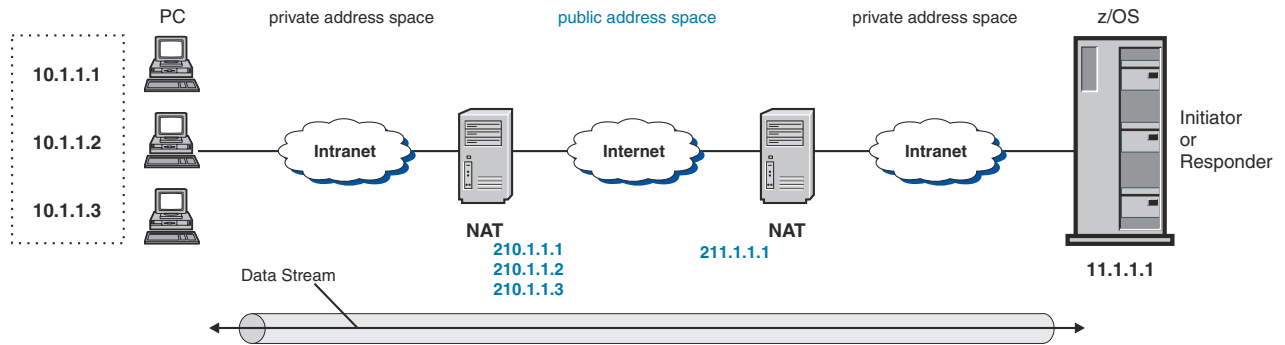 PC
private address space
public address space
private address space
z/OS
10.1.1.1
10.1.1.2
10.1.1.3
Intranet
Internet
Intranet
Initiator
or
Responder
NAT
210.1.1.1
210.1.1.2
210.1.1.3
NAT
211.1.1.1
11.1.1.1
Data Stream